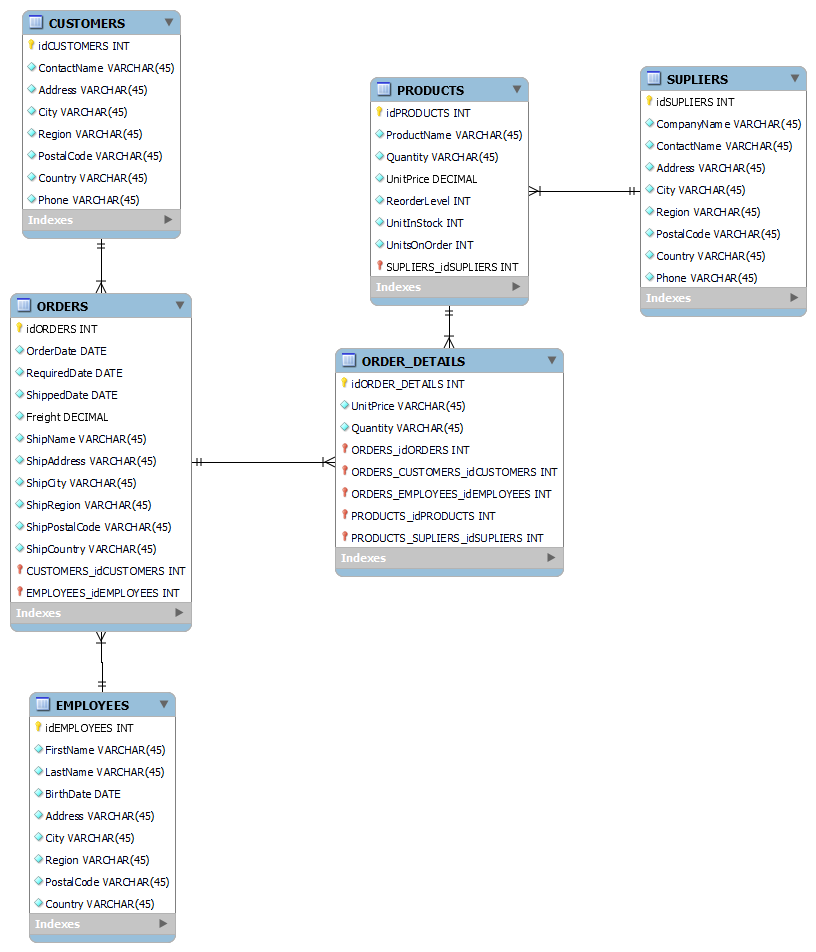 CUSTOMERS
idCUSTOMERS INT
ContactName VARCHAR(45)
Address VARCHAR(45)
City VARCHAR(45)
Region VARCHAR(45)
PostalCode VARCHAR(45)
Country VARCHAR(45)
Phone VARCHAR(45)
Indexes
PRODUCTS
idPRODUCTS INT
ProductName VARCHAR(45)
Quantity VARCHAR(45)
UnitPrice DECIMAL
ReorderLevel INT
UnitInStock INT
UnitsOnOrder INT
SUPLIERS_idSUPLIERS INT
Indexes
SUPLIERS
idSUPLIERS INT
CompanyName VARCHAR(45)
ContactName VARCHAR(45)
Address VARCHAR(45)
City VARCHAR(45)
Region VARCHAR(45)
PostalCode VARCHAR(45)
Country VARCHAR(45)
Phone VARCHAR(45)
Indexes
ORDERS
idORDERS INT
OrderDate DATE
RequiredDate DATE
ShippedDate DATE
Freight DECIMAL
ShipName VARCHAR(45)
ShipAddress VARCHAR(45)
ShipCity VARCHAR(45)
ShipRegion VARCHAR(45)
ShipPostalCode VARCHAR(45)
ShipCountry VARCHAR(45)
CUSTOMERS_idCUSTOMERS INT
EMPLOYEES_idEMPLOYEES INT
Indexes
ORDER_DETAILS
idORDER_DETAILS INT
UnitPrice VARCHAR(45)
Quantity VARCHAR(45)
ORDERS_idORDERS INT
ORDERS_CUSTOMERS_idCUSTOMERS INT
ORDERS_EMPLOYEES_idEMPLOYEES INT
PRODUCTS_idPRODUCTS INT
PRODUCTS_SUPLIERS_idSUPLIERS INT
Indexes
EMPLOYEES
idEMPLOYEES INT
FirstName VARCHAR(45)
LastName VARCHAR(45)
BirthDate DATE
Address VARCHAR(45)
City VARCHAR(45)
Region VARCHAR(45)
PostalCode VARCHAR(45)
Country VARCHAR(45)
Indexes